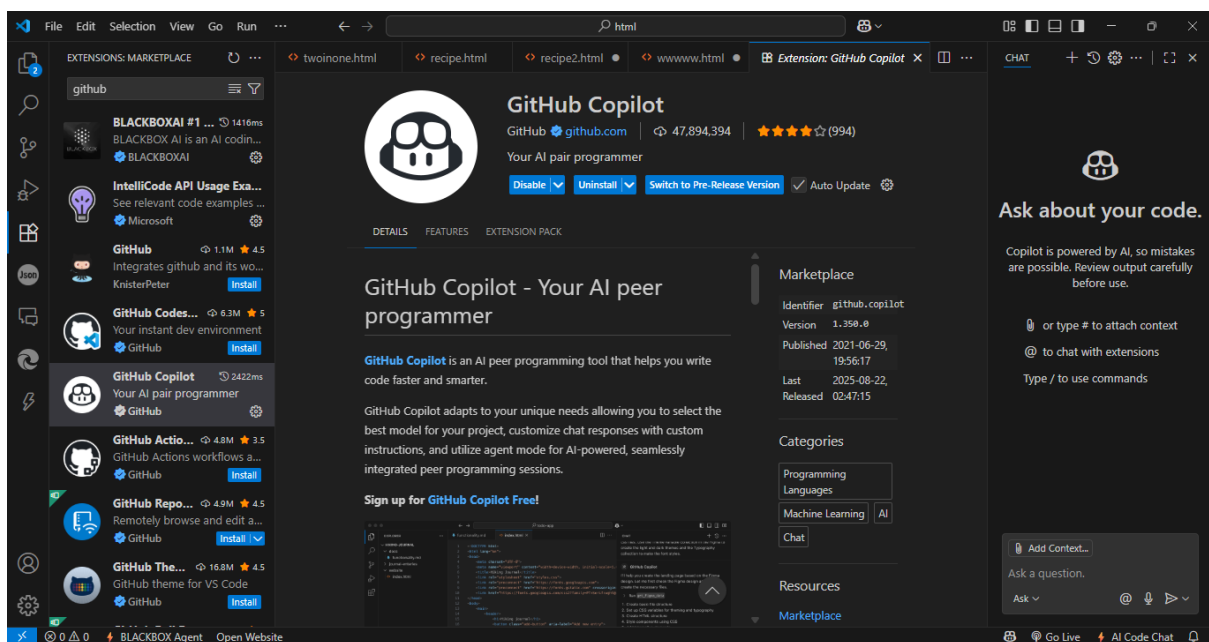 File Edit Selection View Go Run ··· html
EXTENSIONS: MARKETPLACE
github
BLACKBOXAI #1 ... 1416ms
BLACKBOX AI is an AI codin...
BLACKBOXAI
IntelliCode API Usage Exa...
See relevant code examples ...
Microsoft
GitHub 1.1M 4.5
Integrates github and its wo...
KnisterPeter Install
GitHub Codes... 6.3M 5
Your instant dev environment
GitHub Install
GitHub Copilot 2422ms
Your AI pair programmer
GitHub
GitHub Actio... 4.8M 3.5
GitHub Actions workflows a...
GitHub Install
GitHub Repo... 4.9M 4.5
Remotely browse and edit a...
GitHub Install
GitHub The... 16.8M 4.5
GitHub theme for VS Code
GitHub Install
2
Json
twoinone.html recipe.html recipe2.html wwwww.html Extension: GitHub Copilot
GitHub Copilot
GitHub github.com 47,894,394 (994)
Your AI pair programmer
Disable Uninstall Switch to Pre-Release Version Auto Update
DETAILS FEATURES EXTENSION PACK
GitHub Copilot - Your AI peer
programmer
GitHub Copilot is an AI peer programming tool that helps you write
code faster and smarter.
GitHub Copilot adapts to your unique needs allowing you to select the
best model for your project, customize chat responses with custom
instructions, and utilize agent mode for AI-powered, seamlessly
integrated peer programming sessions.
Sign up for GitHub Copilot Free!
Marketplace
Identifier github.copilot
Version 1.350.0
Published 2021-06-29,
19:56:17
Last 2025-08-22,
Released 02:47:15
Categories
Programming
Languages
Machine Learning AI
Chat
Resources
Marketplace
CHAT
Ask about your code.
Copilot is powered by AI, so mistakes
are possible. Review output carefully
before use.
or type # to attach context
@ to chat with extensions
Type / to use commands
Add Context...
Ask a question.
Ask @
0 0 BLACKBOX Agent Open Website Go Live AI Code Chat